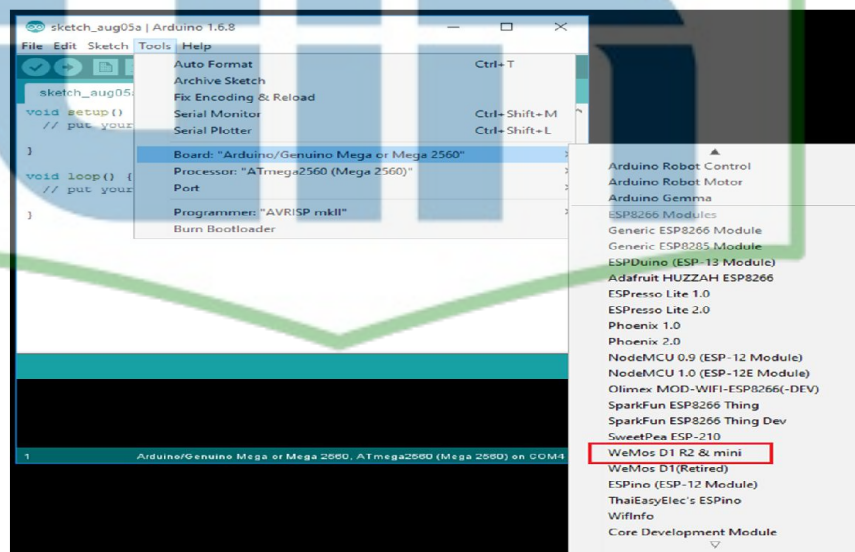 sketch_aug05a | Arduino 1.6.8
File Edit Sketch Tools Help
sketch_aug05
Auto Format Ctrl+T
Archive Sketch
Fix Encoding & Reload
Serial Monitor Ctrl+Shift+M
Serial Plotter Ctrl+Shift+L
Board: "Arduino/Genuino Mega or Mega 2560"
Processor: "ATmega2560 (Mega 2560)"
Port
Programmer: "AVRISP mkII"
Burn Bootloader
void setup()
// put your
}
void loop() {
// put your
}
Arduino Robot Control
Arduino Robot Motor
Arduino Gemma
ESP8266 Modules
Generic ESP8266 Module
Generic ESP8285 Module
ESPDuino (ESP-13 Module)
Adafruit HUZZAH ESP8266
ESPresso Lite 1.0
ESPresso Lite 2.0
Phoenix 1.0
Phoenix 2.0
NodeMCU 0.9 (ESP-12 Module)
NodeMCU 1.0 (ESP-12E Module)
Olimex MOD-WIFI-ESP8266(-DEV)
SparkFun ESP8266 Thing
SparkFun ESP8266 Thing Dev
SweetPea ESP-210
WeMos D1 R2 & mini
WeMos D1(Retired)
ESPino (ESP-12 Module)
ThaiEasyElec's ESPino
WifInfo
Core Development Module
1 Arduino/Genuino Mega or Mega 2560, ATmega2560 (Mega 2560) on COM4